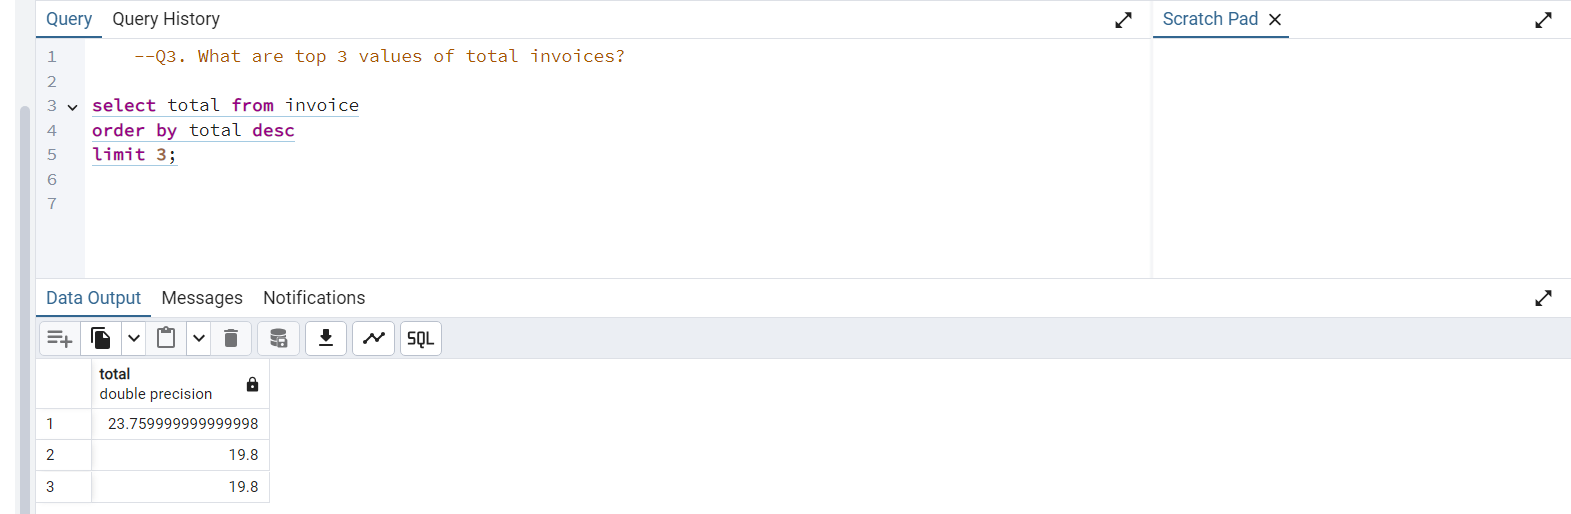 Query Query History
Scratch Pad
1 --Q3. What are top 3 values of total invoices?
2
3 select total from invoice
4 order by total desc
5 limit 3;
6
7
Data Output Messages Notifications
SQL
total
double precision
1 23.759999999999998
2 19.8
3 19.8